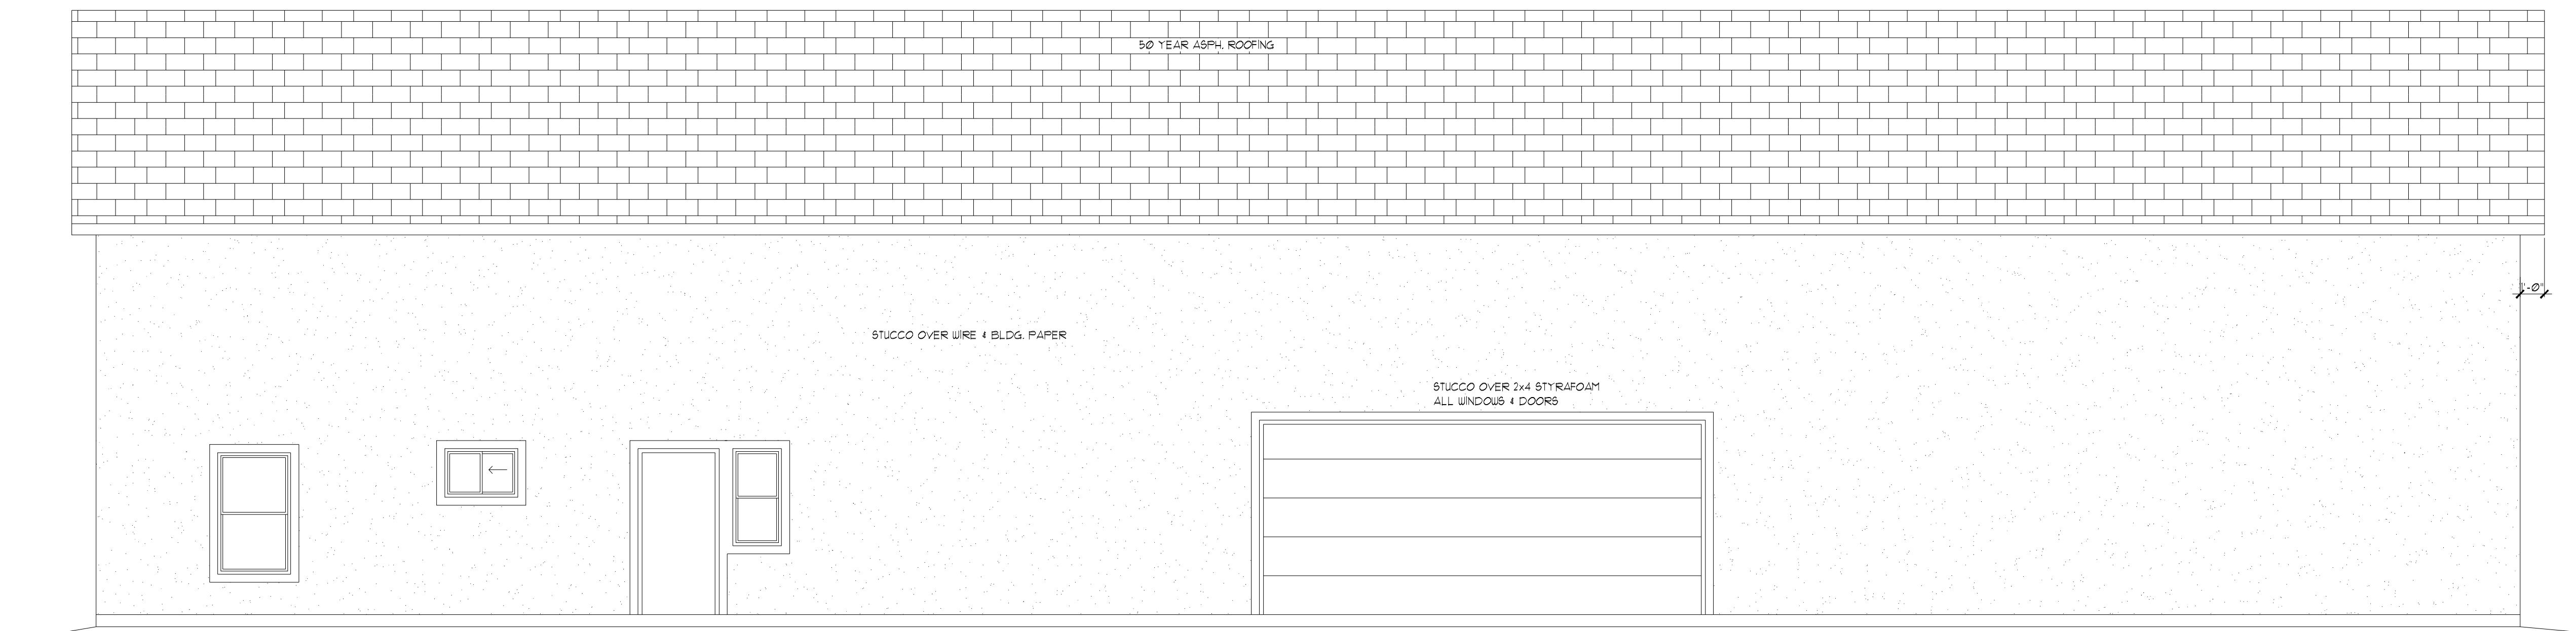 50 YEAR ASPH. ROOFING
1'-0"
STUCCO OVER WIRE & BLDG. PAPER
STUCCO OVER 2x4 STYRAFOAM
ALL WINDOWS & DOORS